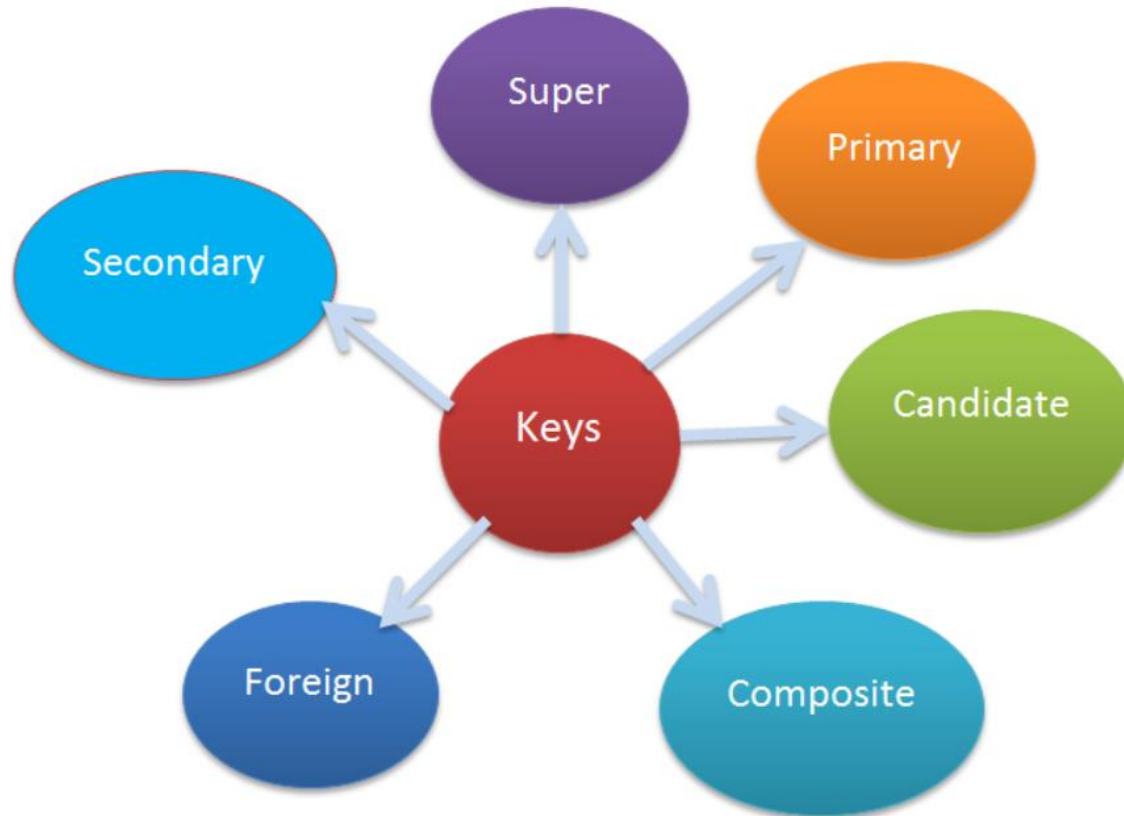 Super
Primary
Secondary
Candidate
Keys
Foreign
Composite